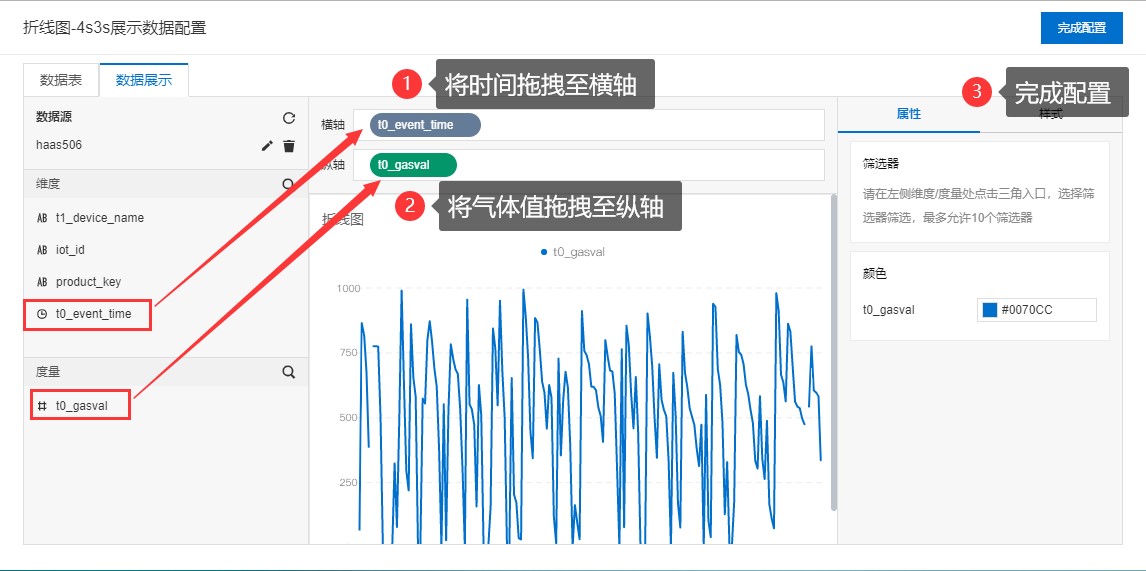 折线图-4s3s展示数据配置
完成配置
数据表
数据展示
1
将时间拖拽至横轴
3
完成配置
数据源
haas506
横轴
t0_event_time
属性
样式
纵轴
t0_gasval
维度
2
将气体值拖拽至纵轴
筛选器
请在左侧维度/度量处点击三角入口，选择筛
选器筛选，最多允许10个筛选器
AB t1_device_name
AB iot_id
AB product_key
t0_event_time
折线图
t0_gasval
颜色
t0_gasval
#0070CC
度量
t0_gasval
1000
750
500
250